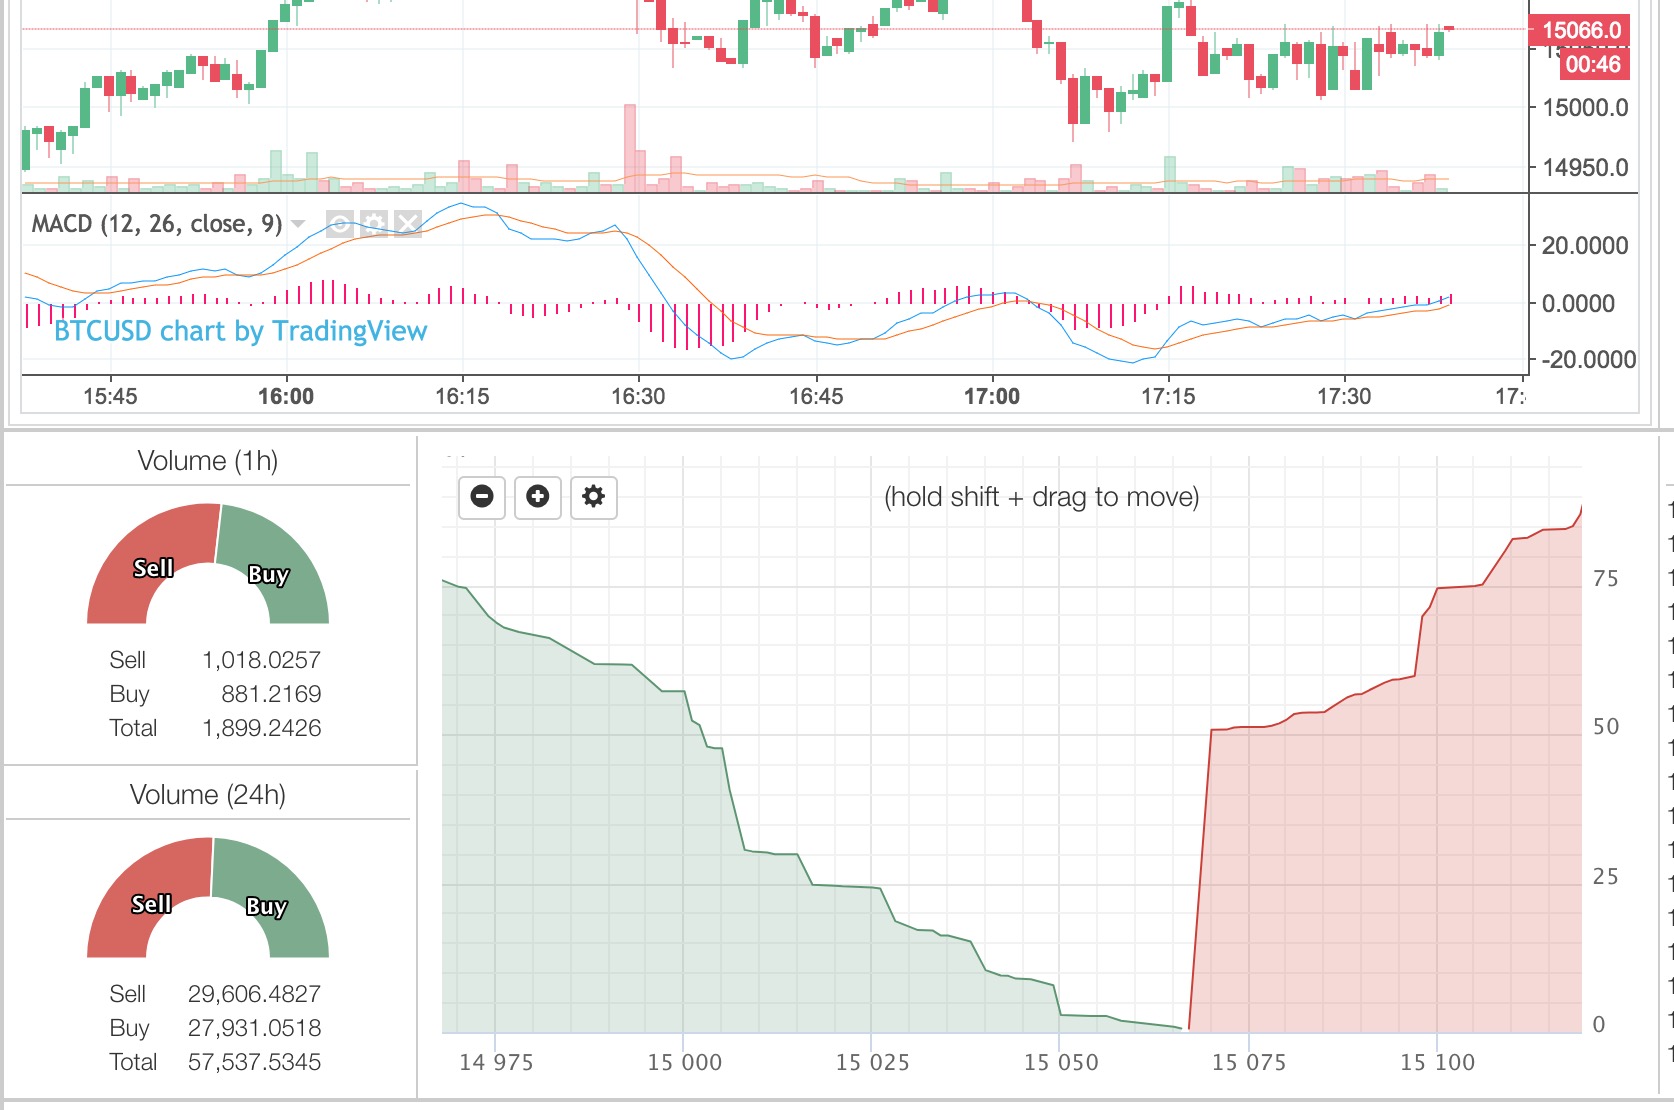 15066.0
00:46
15000.0
14950.0
MACD (12, 26, close, 9)
20.0000
0.0000
-20.0000
BTCUSD chart by TradingView
15:45 16:00 16:15 16:30 16:45 17:00 17:15 17:30 17:
Volume (1h)
Sell Buy
Sell 1,018.0257
Buy 881.2169
Total 1,899.2426
Volume (24h)
Sell Buy
Sell 29,606.4827
Buy 27,931.0518
Total 57,537.5345
(hold shift + drag to move)
75
50
25
0
14 975 15 000 15 025 15 050 15 075 15 100